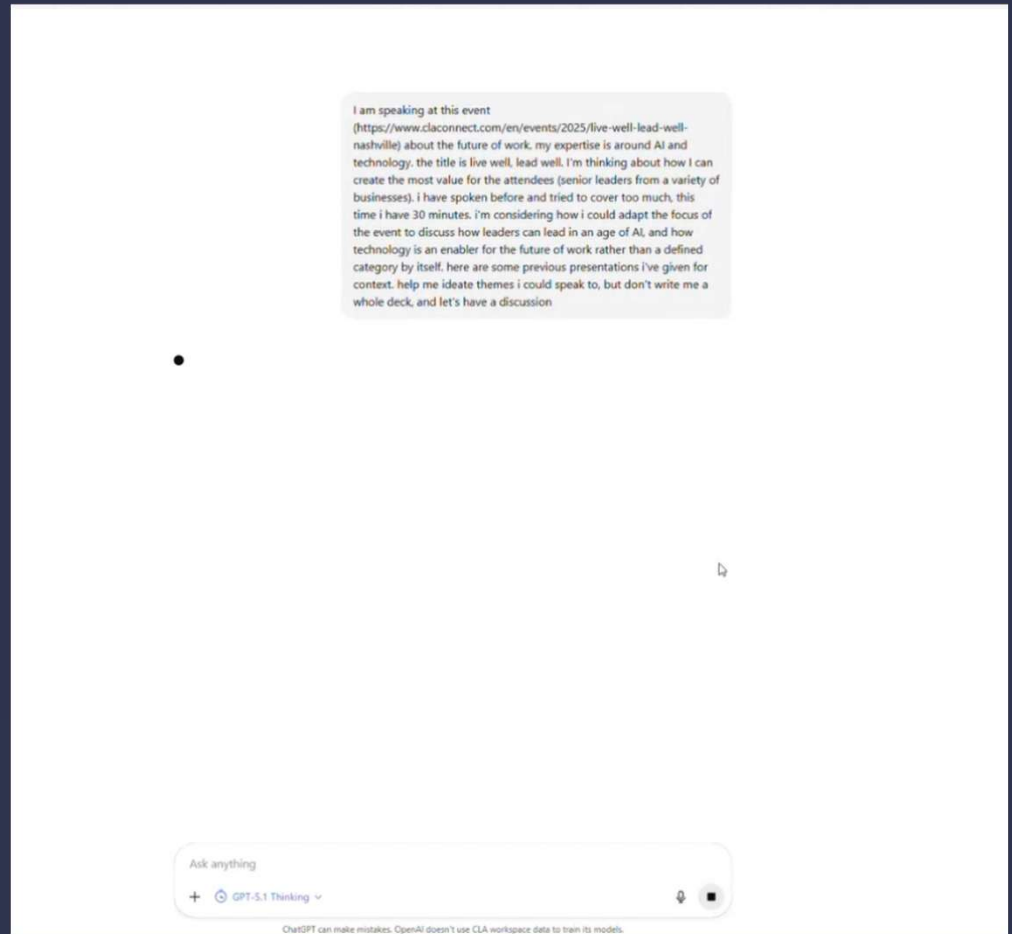 I am speaking at this event
(https://www.claconnect.com/en/events/2025/live-well-lead-well-
nashville) about the future of work. my expertise is around AI and
technology. the title is live well, lead well. I'm thinking about how I can
create the most value for the attendees (senior leaders from a variety of
businesses). i have spoken before and tried to cover too much, this
time i have 30 minutes. i'm considering how i could adapt the focus of
the event to discuss how leaders can lead in an age of AI, and how
technology is an enabler for the future of work rather than a defined
category by itself. here are some previous presentations i've given for
context. help me ideate themes i could speak to, but don't write me a
whole deck, and let's have a discussion
Ask anything
GPT-5.1 Thinking
ChatGPT can make mistakes. OpenAI doesn't use CLA workspace data to train its models.